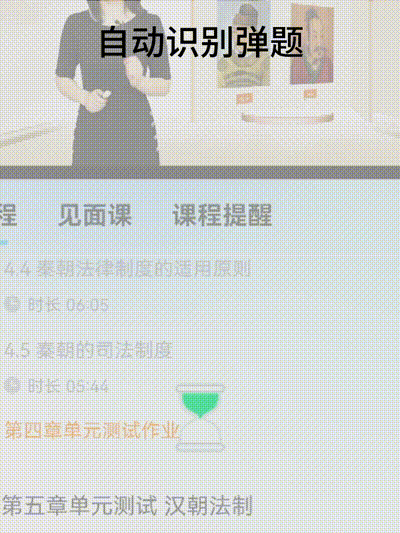 自动识别弹题
程 见面课 课程提醒
4.4 秦朝法律制度的适用原则
时长 06:05
4.5 秦朝的司法制度
时长 05:44
第四章单元测试作业
第五章单元测试 汉朝法制